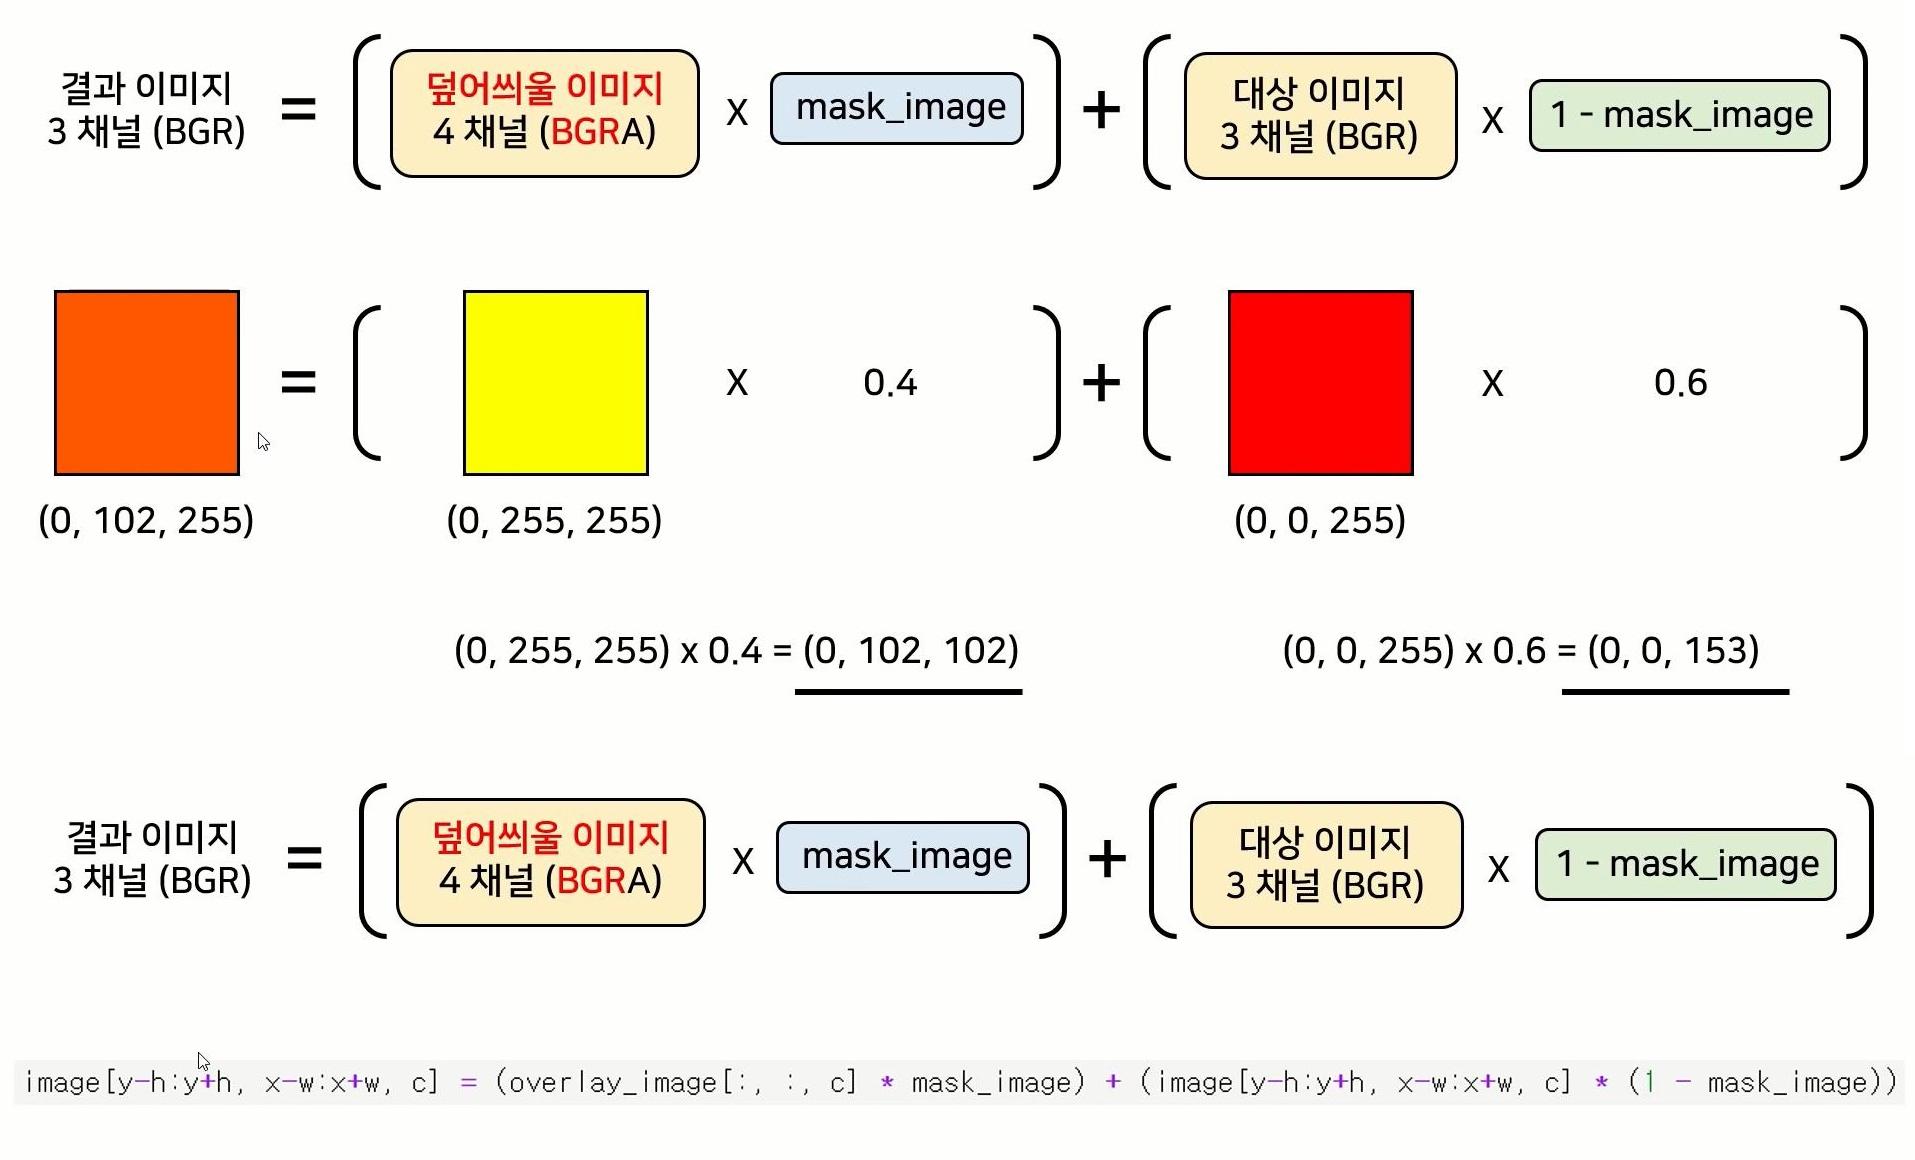 결과 이미지
3 채널 (BGR)
=
덮어씌울 이미지
4 채널 (BGRA)
X
mask_image
+
대상 이미지
3 채널 (BGR)
X
1 - mask_image
=
X
0.4
+
X
0.6
(0, 102, 255)
(0, 255, 255)
(0, 0, 255)
(0, 255, 255) x 0.4 = (0, 102, 102)
(0, 0, 255) x 0.6 = (0, 0, 153)
결과 이미지
3 채널 (BGR)
=
덮어씌울 이미지
4 채널 (BGRA)
X
mask_image
+
대상 이미지
3 채널 (BGR)
X
1 - mask_image
image[y-h:y+h, x-w:x+w, c] = (overlay_image[:, :, c] * mask_image) + (image[y-h:y+h, x-w:x+w, c] * (1 - mask_image))